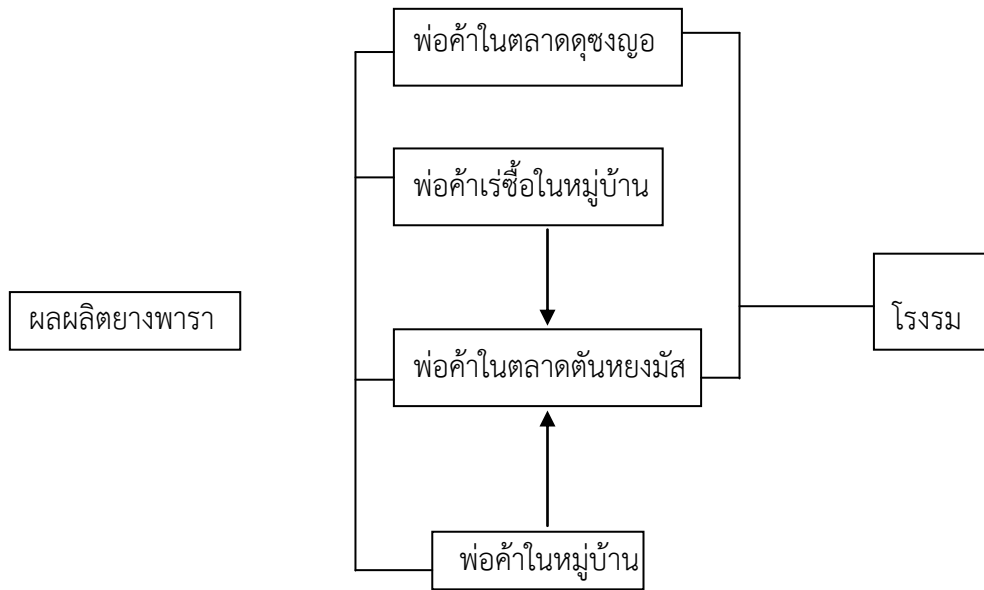 พ่อค้าในตลาดดุซงญอ
พ่อค้าเร่ซื้อในหมู่บ้าน
ผลผลิตยางพารา
โรงรม
พ่อค้าในตลาดตันหยงมัส
พ่อค้าในหมู่บ้าน